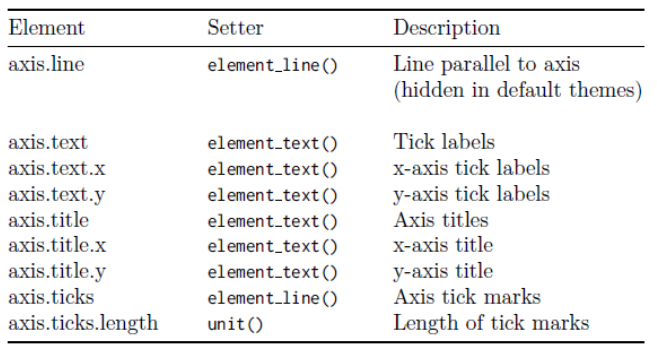 Element Setter Description
axis.line element_line() Line parallel to axis
(hidden in default themes)
axis.text element_text() Tick labels
axis.text.x element_text() x-axis tick labels
axis.text.y element_text() y-axis tick labels
axis.title element_text() Axis titles
axis.title.x element_text() x-axis title
axis.title.y element_text() y-axis title
axis.ticks element_line() Axis tick marks
axis.ticks.length unit() Length of tick marks